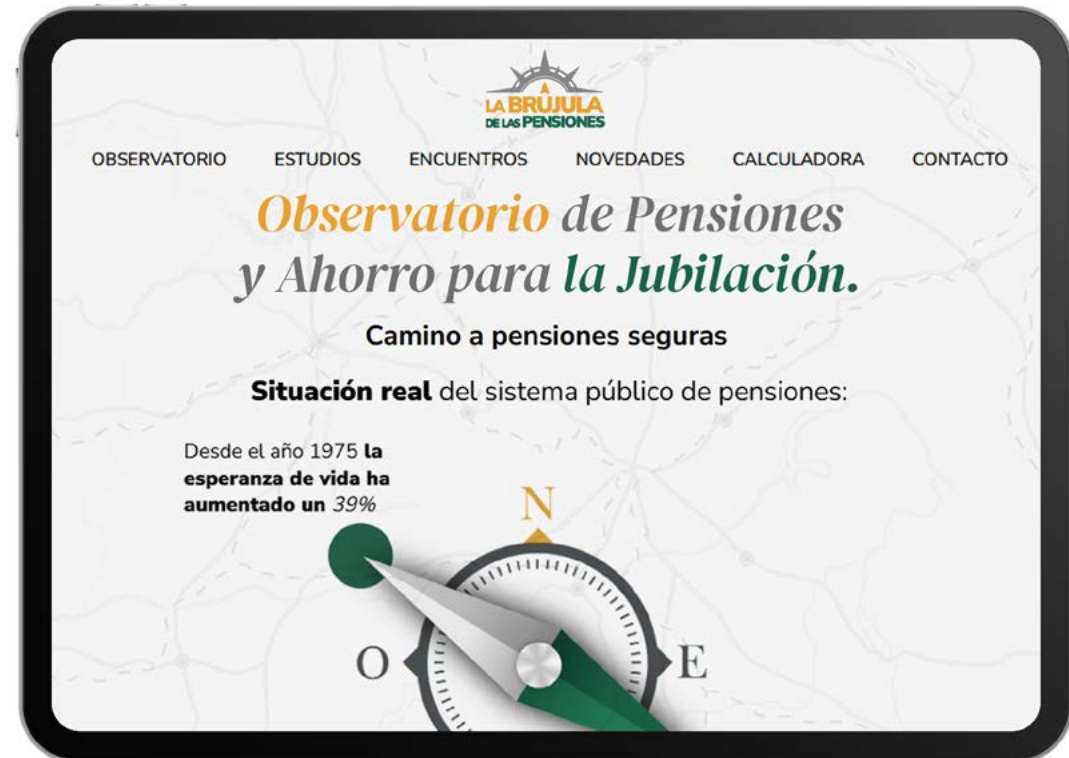 LA BRÚJULA
DE LAS PENSIONES
OBSERVATORIO ESTUDIOS ENCUENTROS NOVEDADES CALCULADORA CONTACTO
Observatorio de Pensiones
y Ahorro para la Jubilación.
Camino a pensiones seguras
Situación real del sistema público de pensiones:
Desde el año 1975 la
esperanza de vida ha
aumentado un 39%
N
O E